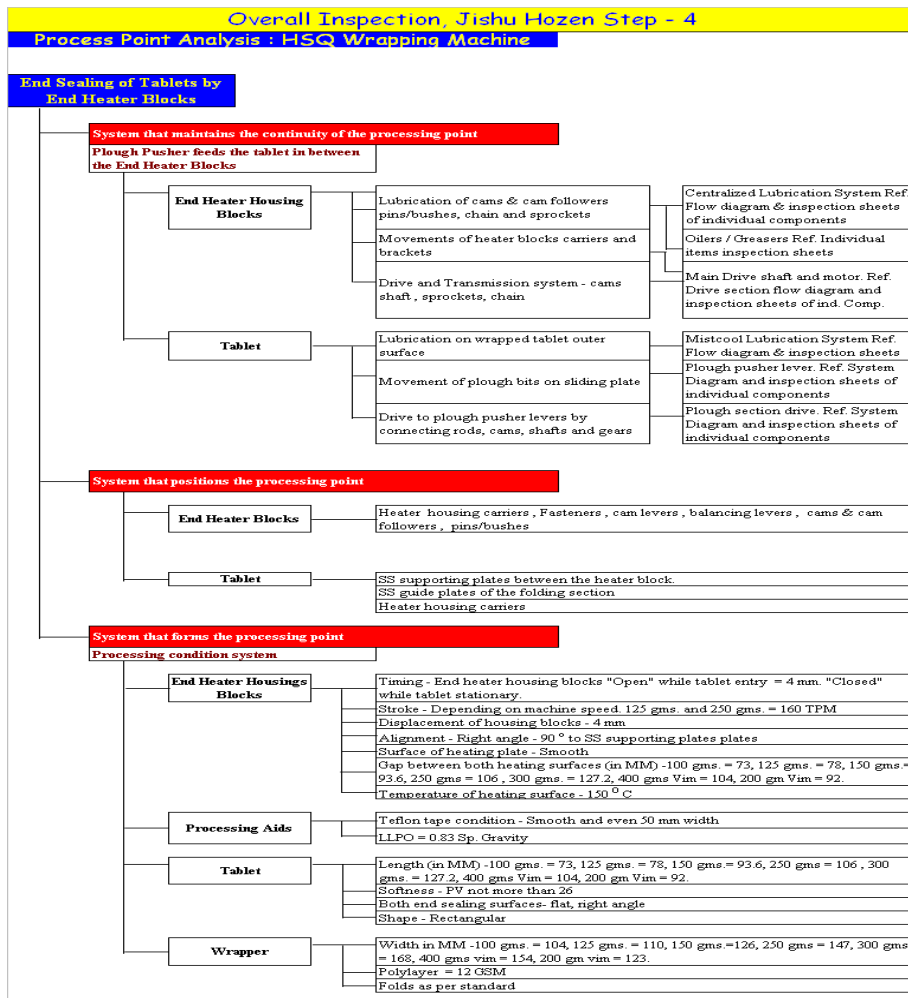 Overall Inspection, Jishu Hozen Step - 4
Process Point Analysis : HSQ Wrapping Machine
End Sealing of Tablets by
End Heater Blocks
System that maintains the continuity of the processing point
Plough Pusher feeds the tablet in between
the End Heater Blocks
End Heater Housing
Blocks
Lubrication of cams & cam followers
pins/bushes, chain and sprockets
Movements of heater blocks carriers and
brackets
Drive and Transmission system - cams
shaft , sprockets, chain
Centralized Lubrication System Ref.
Flow diagram & inspection sheets
of individual components
Oilers / Greasers Ref. Individual
items inspection sheets
Main Drive shaft and motor. Ref.
Drive section flow diagram and
inspection sheets of ind. Comp.
Tablet
Lubrication on wrapped tablet outer
surface
Movement of plough bits on sliding plate
Drive to plough pusher levers by
connecting rods, cams, shafts and gears
Mistcool Lubrication System Ref.
Flow diagram & inspection sheets
Plough pusher lever. Ref. System
Diagram and inspection sheets of
individual components
Plough section drive. Ref. System
Diagram and inspection sheets of
individual components
System that positions the processing point
End Heater Blocks
Heater housing carriers , Fasteners , cam levers , balancing levers , cams & cam
followers , pins/bushes
Tablet
SS supporting plates between the heater block.
SS guide plates of the folding section
Heater housing carriers
System that forms the processing point
Processing condition system
End Heater Housings
Blocks
Timing - End heater housing blocks "Open" while tablet entry = 4 mm. "Closed"
while tablet stationary.
Stroke - Depending on machine speed. 125 gms. and 250 gms. = 160 TPM
Displacement of housing blocks - 4 mm
Alignment - Right angle - 90 ° to SS supporting plates plates
Surface of heating plate - Smooth
Gap between both heating surfaces (in MM) -100 gms. = 73, 125 gms. = 78, 150 gms.=
93.6, 250 gms = 106 , 300 gms. = 127.2, 400 gms Vim = 104, 200 gm Vim = 92.
Temperature of heating surface - 150 ⁰ C
Processing Aids
Teflon tape condition - Smooth and even 50 mm width
LLPO = 0.83 Sp. Gravity
Tablet
Length (in MM) -100 gms. = 73, 125 gms. = 78, 150 gms.= 93.6, 250 gms = 106 , 300
gms. = 127.2, 400 gms Vim = 104, 200 gm Vim = 92.
Softness - PV not more than 26
Both end sealing surfaces- flat, right angle
Shape - Rectangular
Wrapper
Width in MM -100 gms. = 104, 125 gms. = 110, 150 gms.=126, 250 gms = 147, 300 gms
= 168, 400 gms vim = 154, 200 gm vim = 123.
Polylayer = 12 GSM
Folds as per standard